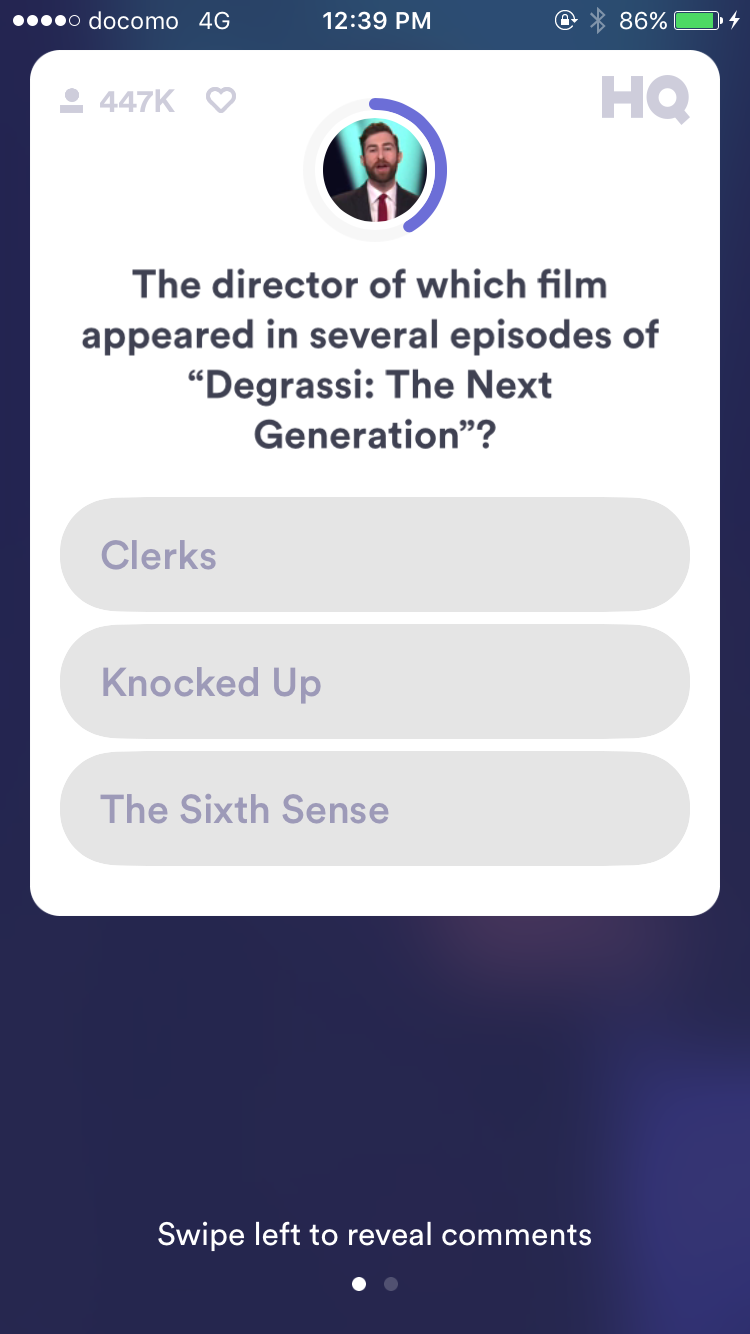 docomo 4G 12:39 PM 86%
447K HQ
The director of which film
appeared in several episodes of
“Degrassi: The Next
Generation”?
Clerks
Knocked Up
The Sixth Sense
Swipe left to reveal comments